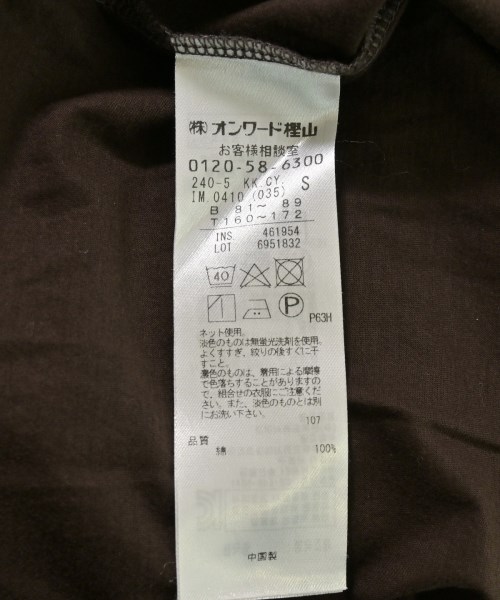 ㈱オンワード樫山
お客様相談室
0120-58-6300
240-5 KK.CY. S
IM.0410 (035)
B 81〜 89
T 160〜172
INS. 461954
LOT 6951832
40
P
P63H
ネット使用。
淡色のものは無蛍光洗剤を使用。
よくすすぎ、絞りの後すぐに干
すこと。
濃色のものは、着用による摩擦
で色落ちすることがありますの
で、組合せの衣服にご注意くだ
さい。また、淡色のものとは別
にお洗い下さい。
107
品質
綿 100%
中国製